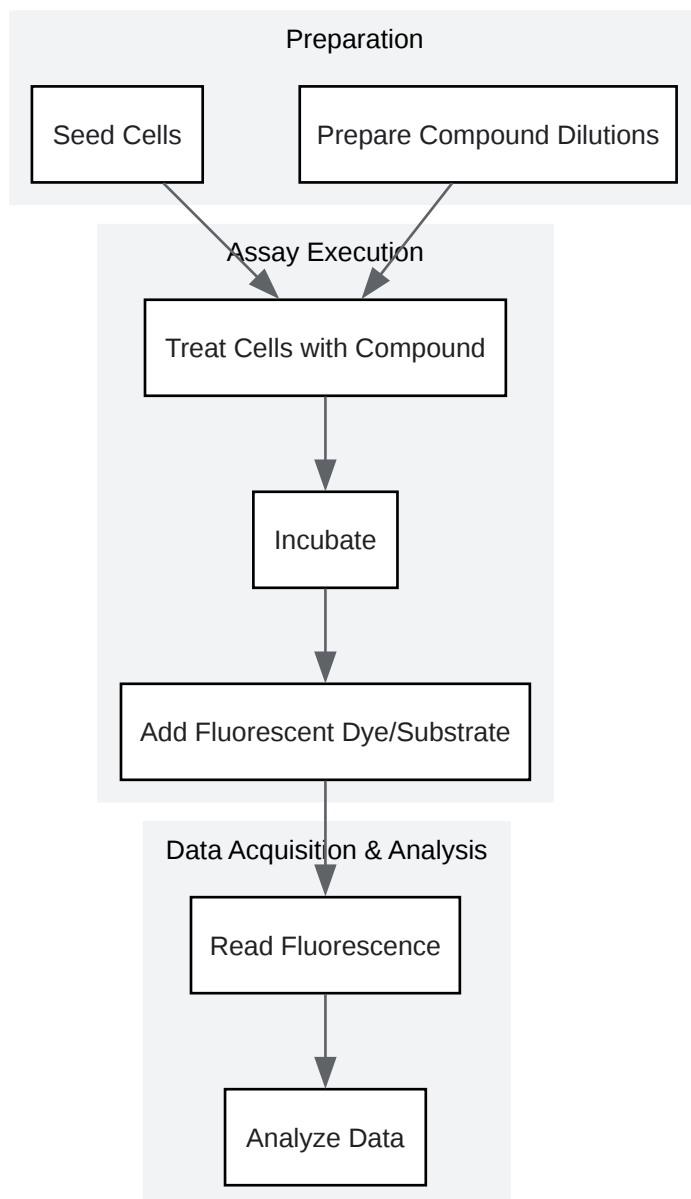 Preparation
Seed Cells
Prepare Compound Dilutions
Assay Execution
Treat Cells with Compound
Incubate
Add Fluorescent Dye/Substrate
Data Acquisition & Analysis
Read Fluorescence
Analyze Data